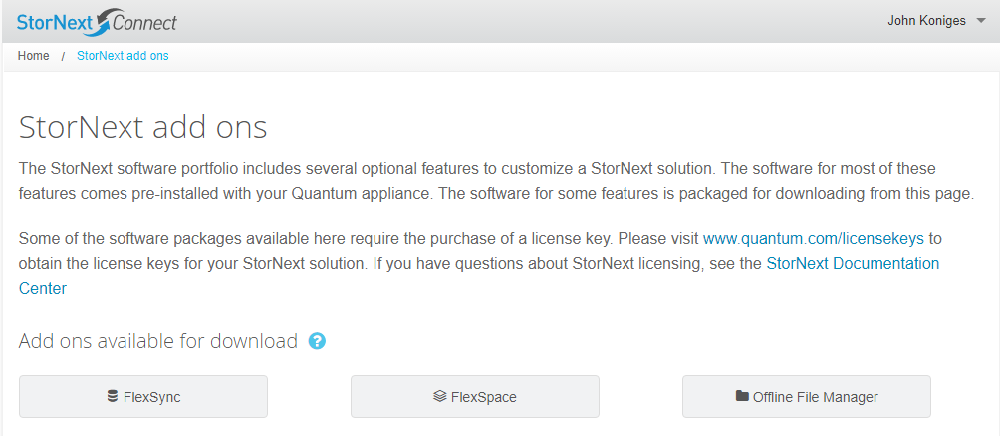 StorNext Connect
John Koniges
Home / StorNext add ons
StorNext add ons
The StorNext software portfolio includes several optional features to customize a StorNext solution. The software for most of these
features comes pre-installed with your Quantum appliance. The software for some features is packaged for downloading from this page.
Some of the software packages available here require the purchase of a license key. Please visit www.quantum.com/licensekeys to
obtain the license keys for your StorNext solution. If you have questions about StorNext licensing, see the StorNext Documentation
Center
Add ons available for download ?
FlexSync
FlexSpace
Offline File Manager